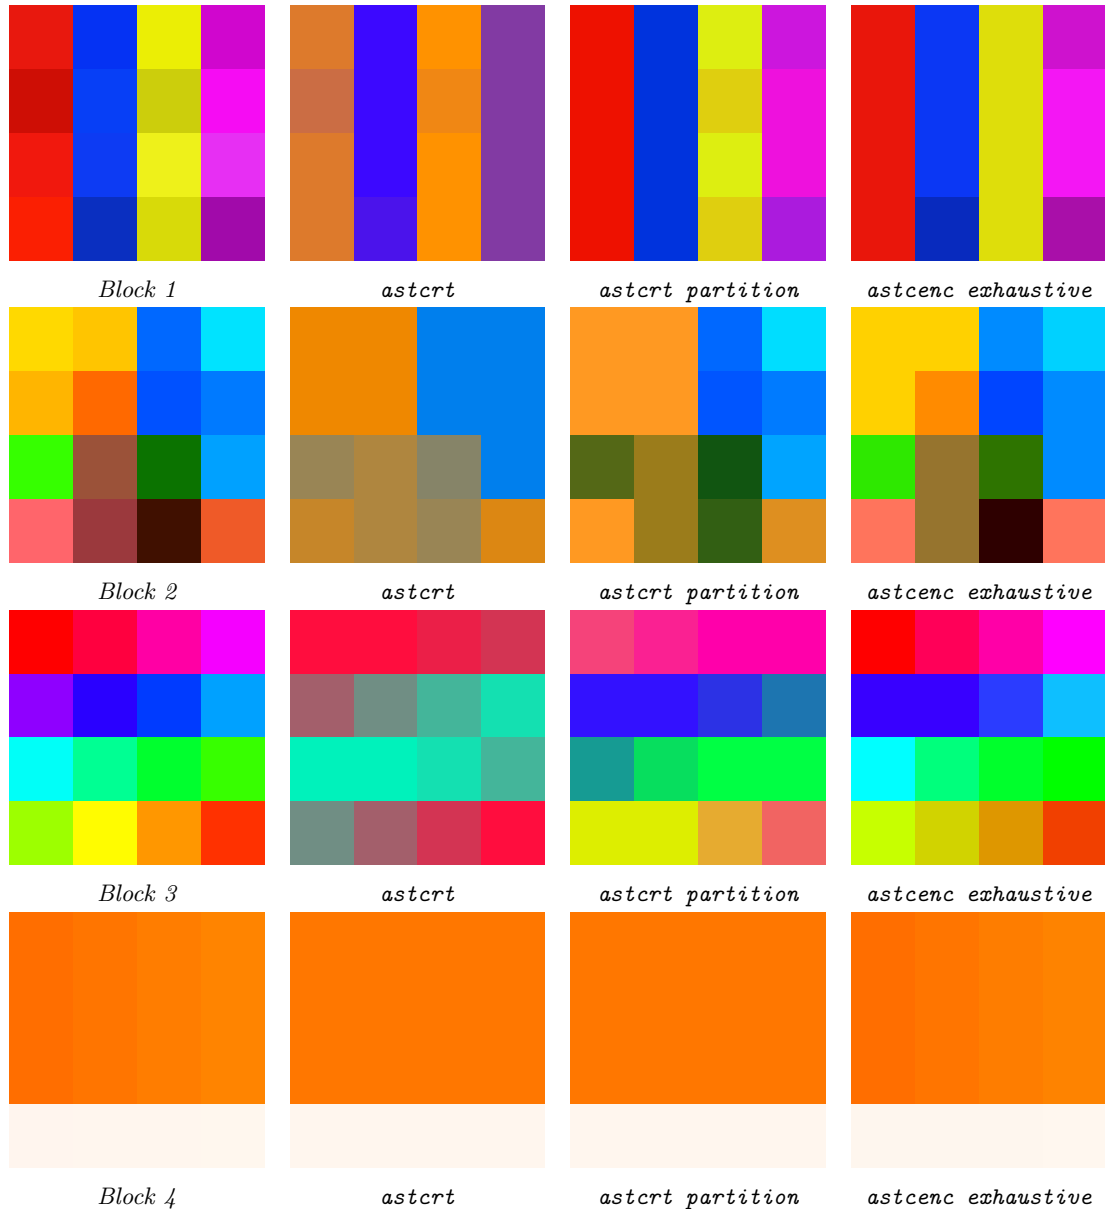 Block 1 astcrt astcrt partition astcenc exhaustive
Block 2 astcrt astcrt partition astcenc exhaustive
Block 3 astcrt astcrt partition astcenc exhaustive
Block 4 astcrt astcrt partition astcenc exhaustive